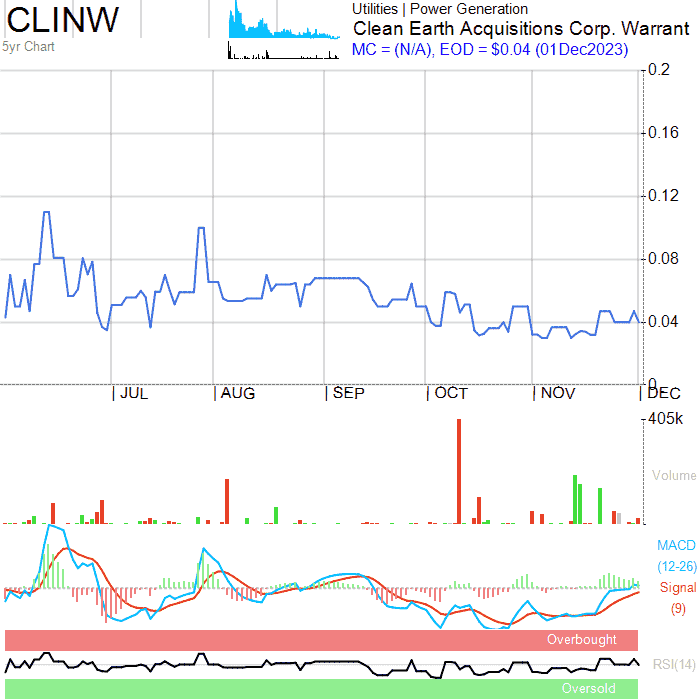 CLINW
Utilities | Power Generation
Clean Earth Acquisitions Corp. Warrant
5yr Chart
MC = (N/A), EOD = $0.04 (01Dec2023)
0.2
0.16
0.12
0.08
0.04
0
JUL AUG SEP OCT NOV DEC
405k
Volume
MACD
(12-26)
Signal
(9)
Overbought
RSI(14)
Oversold